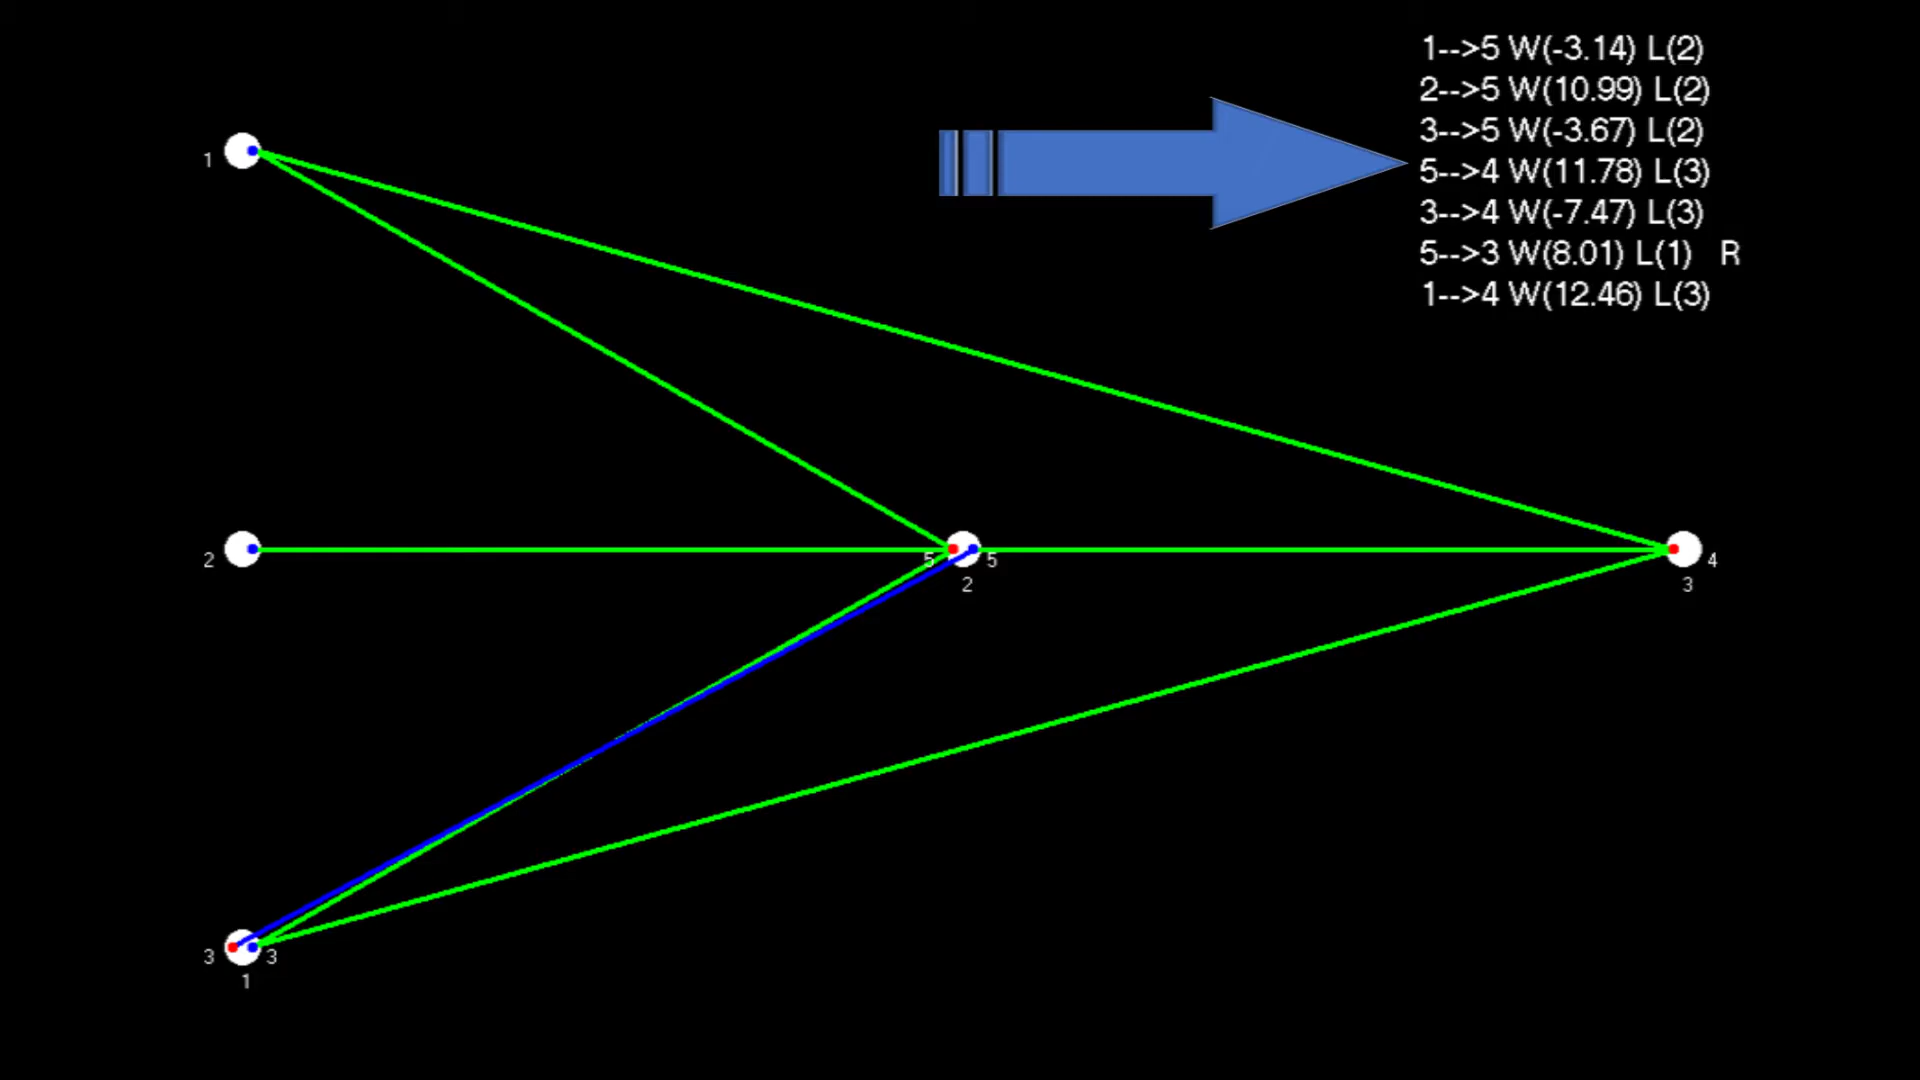 1-->5 W(-3.14) L(2)
2-->5 W(10.99) L(2)
3-->5 W(-3.67) L(2)
5-->4 W(11.78) L(3)
3-->4 W(-7.47) L(3)
5-->3 W(8.01) L(1) R
1-->4 W(12.46) L(3)
1
2
5 5
2
4
3
3 3
1